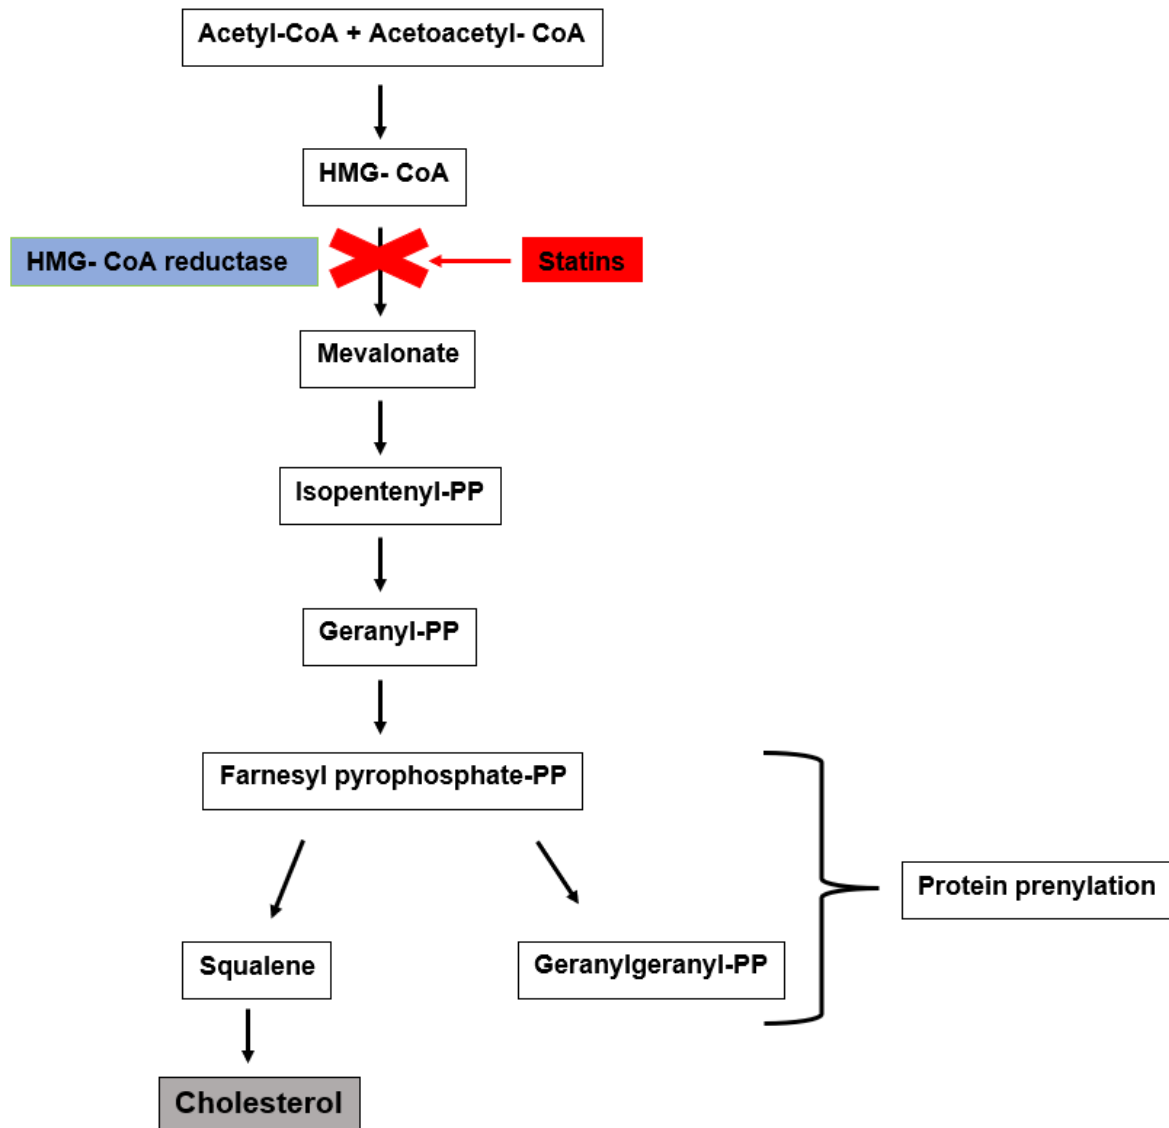 Acetyl-CoA + Acetoacetyl- CoA
HMG- CoA
HMG- CoA reductase
Statins
Mevalonate
Isopentenyl-PP
Geranyl-PP
Farnesyl pyrophosphate-PP
Protein prenylation
Squalene
Geranylgeranyl-PP
Cholesterol